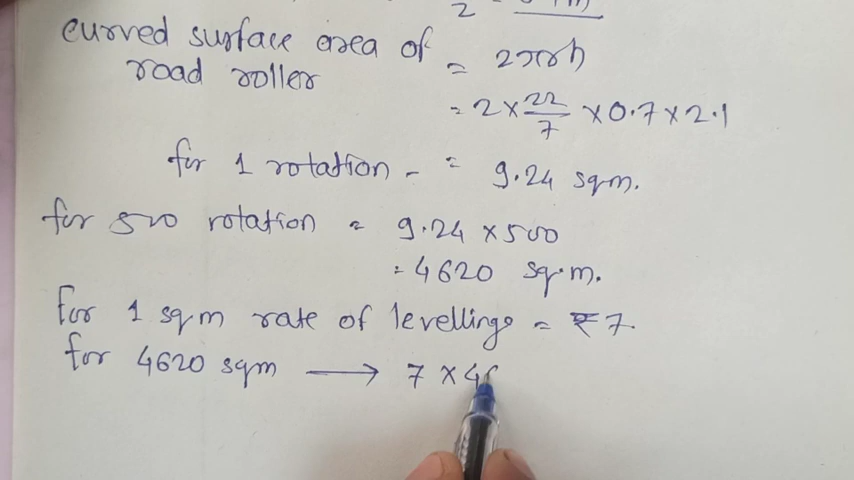 2
curved surface area of = 2πrh
road roller
= 2 × 22/7 × 0.7 × 2.1
for 1 rotation - = 9.24 sqm.
for 500 rotation = 9.24 × 500
= 4620 sq.m.
For 1 sqm rate of levellings = ₹7.
for 4620 sqm → 7 × 4